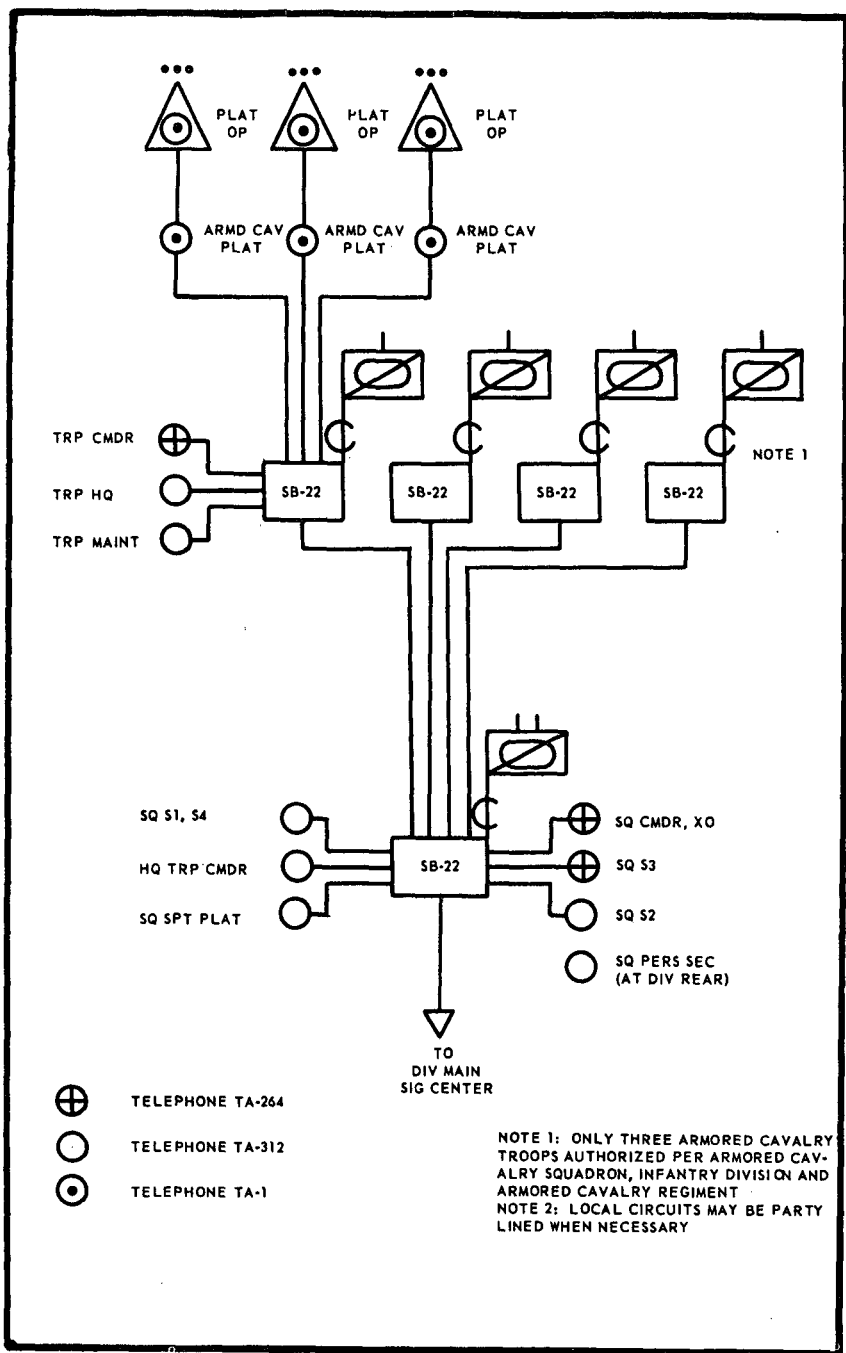 PLAT OP
PLAT OP
PLAT OP
ARMD CAV PLAT
ARMD CAV PLAT
ARMD CAV PLAT
TRP CMDR
TRP HQ
TRP MAINT
SB-22
SB-22
SB-22
SB-22
NOTE 1
SQ S1, S4
HQ TRP CMDR
SQ SPT PLAT
SB-22
SQ CMDR, XO
SQ S3
SQ S2
SQ PERS SEC
(AT DIV REAR)
TO
DIV MAIN
SIG CENTER
TELEPHONE TA-264
TELEPHONE TA-312
TELEPHONE TA-1
NOTE 1: ONLY THREE ARMORED CAVALRY
TROOPS AUTHORIZED PER ARMORED CAV-
ALRY SQUADRON, INFANTRY DIVISION AND
ARMORED CAVALRY REGIMENT
NOTE 2: LOCAL CIRCUITS MAY BE PARTY
LINED WHEN NECESSARY